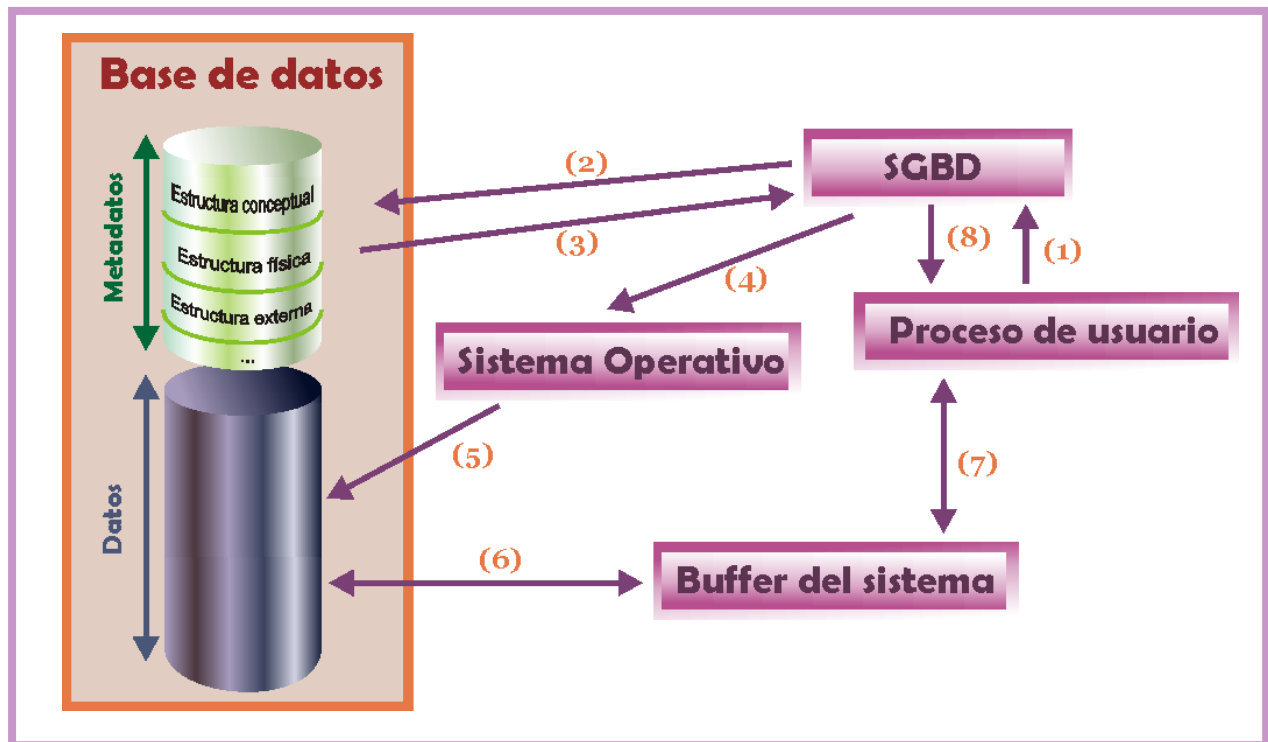 Base de datos
Metadatos
Estructura conceptual
Estructura física
Estructura externa
...
Datos
(2)
(3)
SGBD
(4)
(8)
(1)
Sistema Operativo
Proceso de usuario
(5)
(7)
(6)
Buffer del sistema